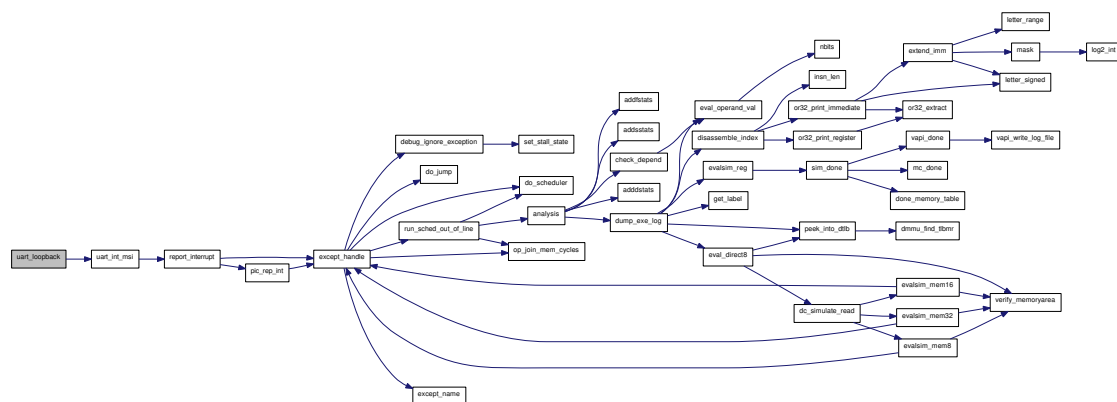 letter_range
nbits
extend_imm
mask
log2_int
insn_len
letter_signed
addfstats
eval_operand_val
or32_print_immediate
or32_extract
addsstats
disassemble_index
or32_print_register
vapi_done
vapi_write_log_file
debug_ignore_exception
set_stall_state
check_depend
evalsim_reg
sim_done
mc_done
do_jump
do_scheduler
adddstats
get_label
done_memory_table
analysis
dump_exe_log
run_sched_out_of_line
peek_into_dtlb
dmmu_find_tlbmr
op_join_mem_cycles
eval_direct8
uart_loopback
uart_int_msi
report_interrupt
except_handle
pic_rep_int
evalsim_mem16
verify_memoryarea
dc_simulate_read
evalsim_mem32
evalsim_mem8
except_name